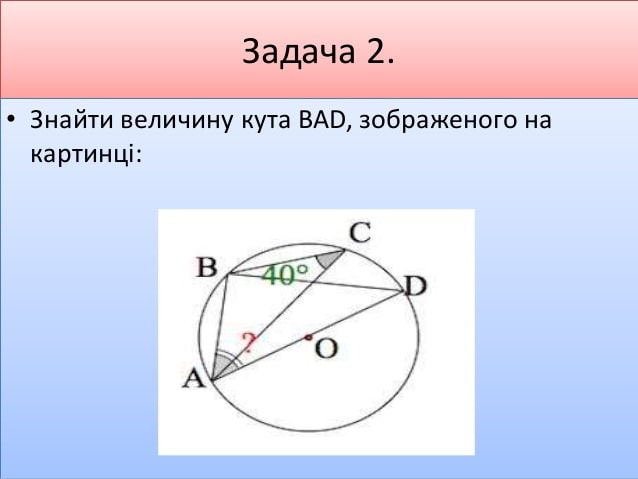 Задача 2.
• Знайти величину кута BAD, зображеного на
картинці:
C
B
40°
D
?
O
A